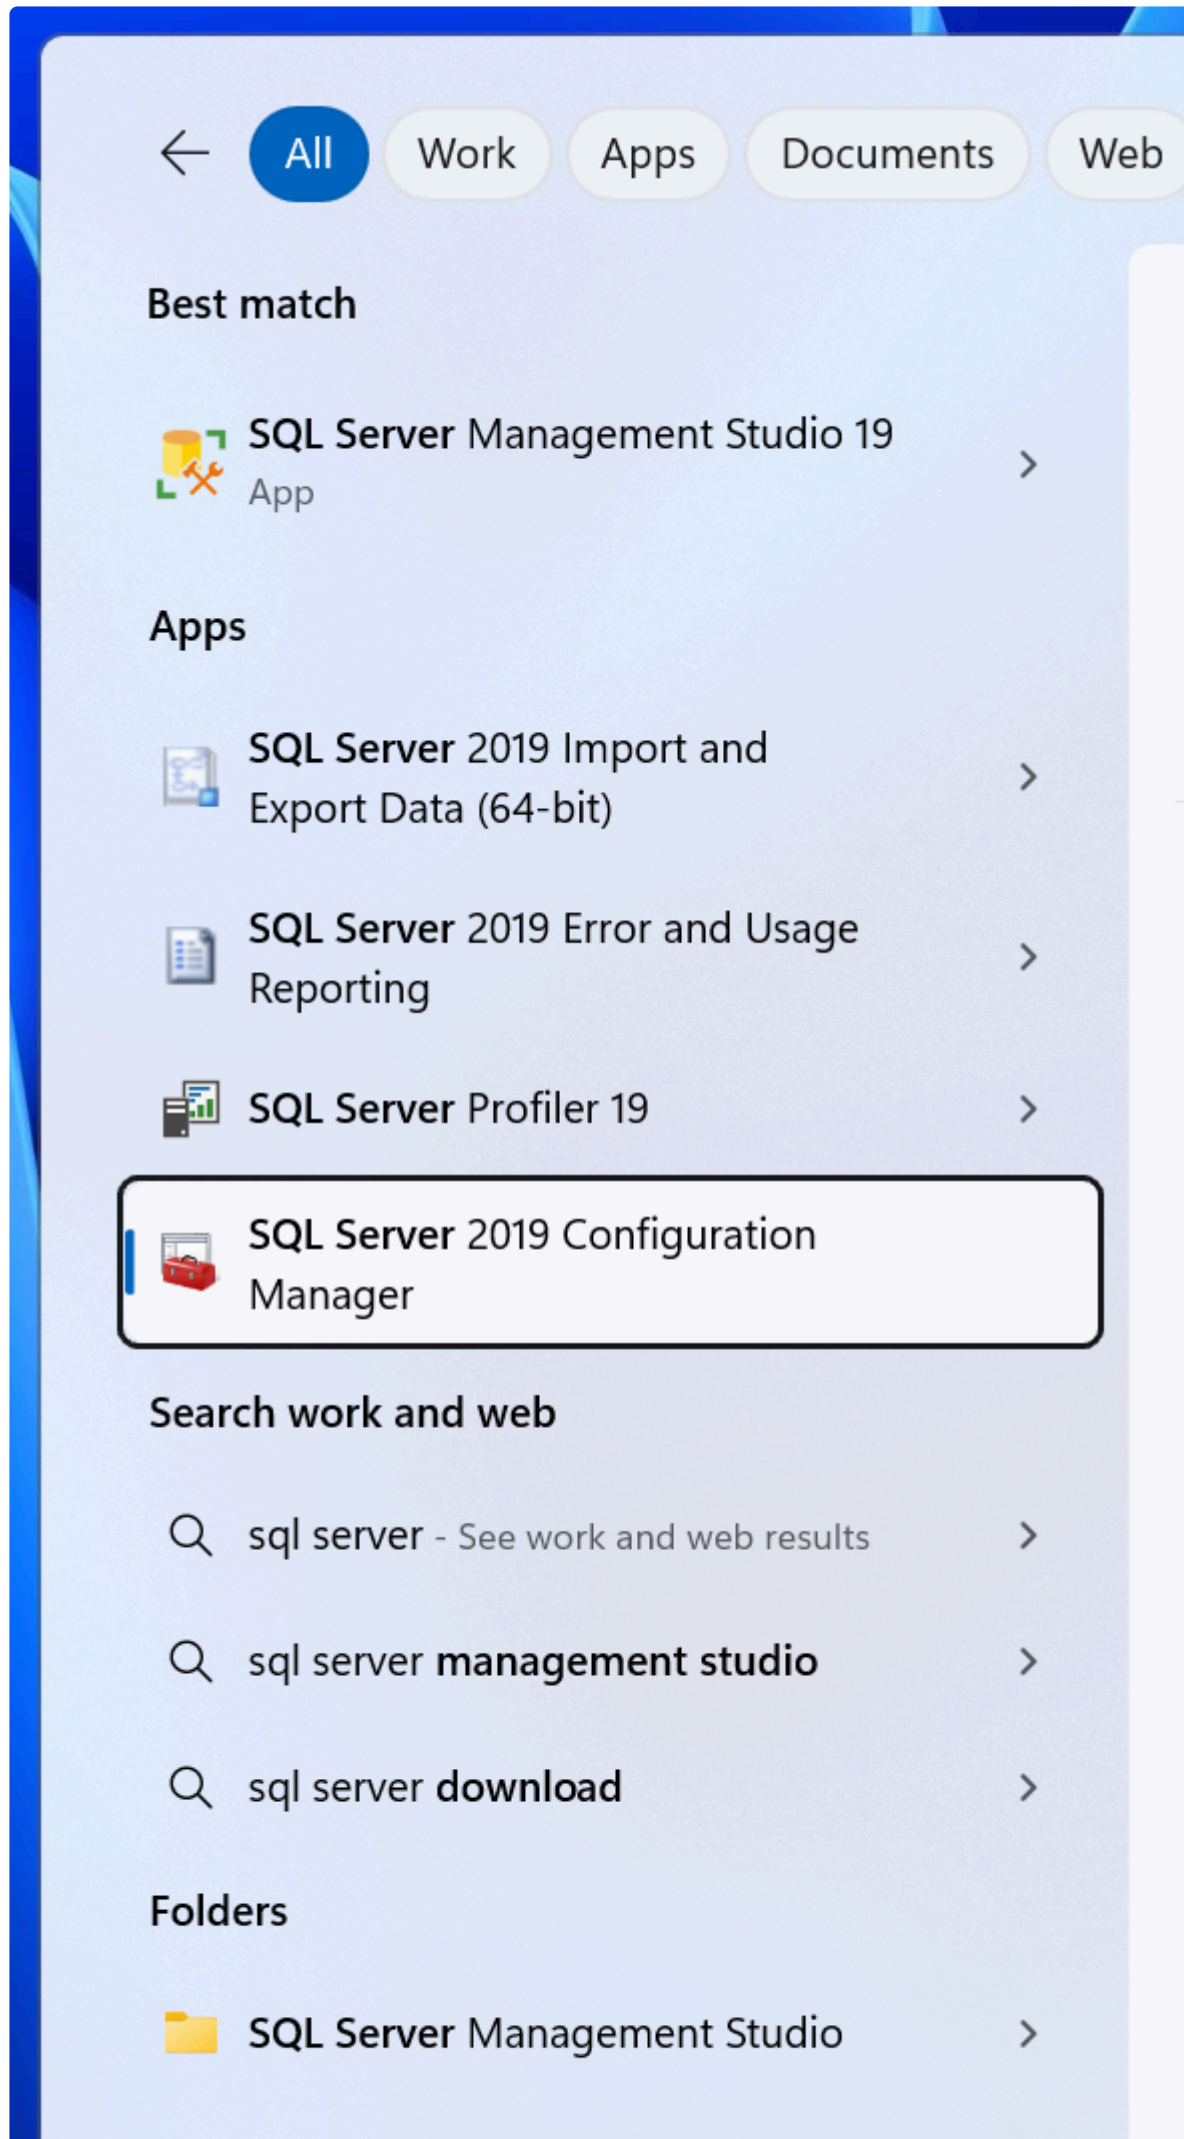 All Work Apps Documents Web
Best match
SQL Server Management Studio 19
App
Apps
SQL Server 2019 Import and
Export Data (64-bit)
SQL Server 2019 Error and Usage
Reporting
SQL Server Profiler 19
SQL Server 2019 Configuration
Manager
Search work and web
sql server - See work and web results
sql server management studio
sql server download
Folders
SQL Server Management Studio